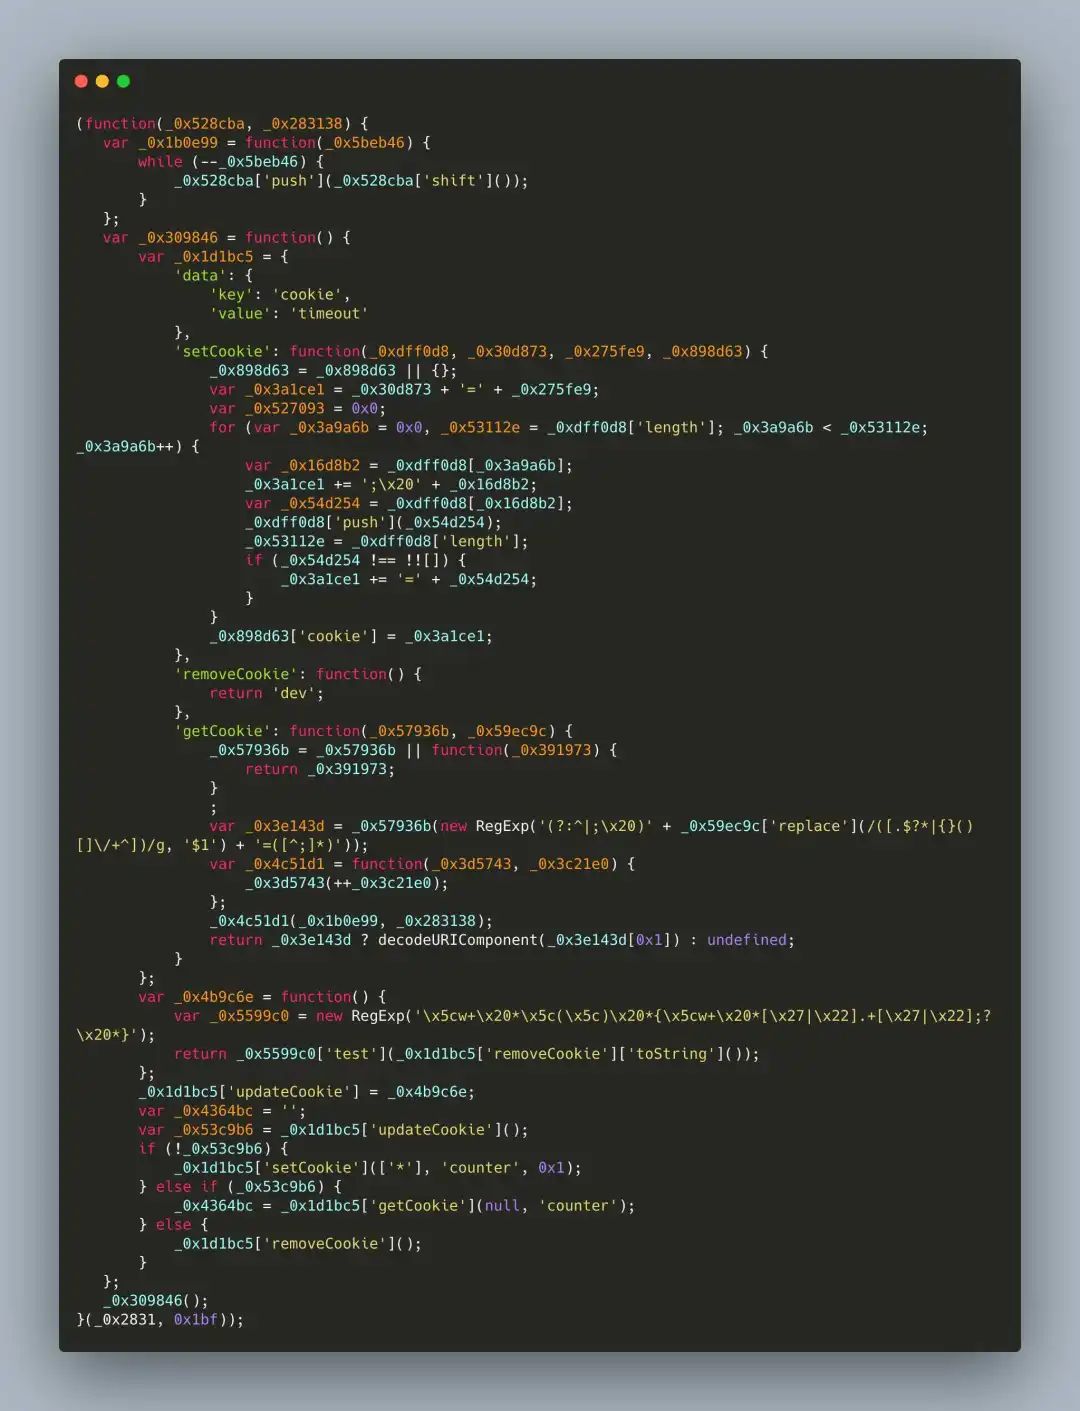 (function(_0x528cba, _0x283138) {
   var _0x1b0e99 = function(_0x5beb46) {
       while (--_0x5beb46) {
           _0x528cba['push'](_0x528cba['shift']());
       }
   };
   var _0x309846 = function() {
       var _0x1d1bc5 = {
           'data': {
               'key': 'cookie',
               'value': 'timeout'
           },
           'setCookie': function(_0xdff0d8, _0x30d873, _0x275fe9, _0x898d63) {
               _0x898d63 = _0x898d63 || {};
               var _0x3a1ce1 = _0x30d873 + '=' + _0x275fe9;
               var _0x527093 = 0x0;
               for (var _0x3a9a6b = 0x0, _0x53112e = _0xdff0d8['length']; _0x3a9a6b < _0x53112e;
_0x3a9a6b++) {
                   var _0x16d8b2 = _0xdff0d8[_0x3a9a6b];
                   _0x3a1ce1 += ';\x20' + _0x16d8b2;
                   var _0x54d254 = _0xdff0d8[_0x16d8b2];
                   _0xdff0d8['push'](_0x54d254);
                   _0x53112e = _0xdff0d8['length'];
                   if (_0x54d254 !== !![]) {
                       _0x3a1ce1 += '=' + _0x54d254;
                   }
               }
               _0x898d63['cookie'] = _0x3a1ce1;
           },
           'removeCookie': function() {
               return 'dev';
           },
           'getCookie': function(_0x57936b, _0x59ec9c) {
               _0x57936b = _0x57936b || function(_0x391973) {
                   return _0x391973;
               }
               ;
               var _0x3e143d = _0x57936b(new RegExp('(?:^|;\x20)' + _0x59ec9c['replace'](/([.$?*|{}()
[]\/+^])/g, '$1') + '=([^;]*)'));
               var _0x4c51d1 = function(_0x3d5743, _0x3c21e0) {
                   _0x3d5743(++_0x3c21e0);
               };
               _0x4c51d1(_0x1b0e99, _0x283138);
               return _0x3e143d ? decodeURIComponent(_0x3e143d[0x1]) : undefined;
           }
       };
       var _0x4b9c6e = function() {
           var _0x5599c0 = new RegExp('\x5cw+\x20*\x5c(\x5c)\x20*{\x5cw+\x20*[\x27|\x22].+[\x27|\x22];?
\x20*}');
           return _0x5599c0['test'](_0x1d1bc5['removeCookie']['toString']());
       };
       _0x1d1bc5['updateCookie'] = _0x4b9c6e;
       var _0x4364bc = '';
       var _0x53c9b6 = _0x1d1bc5['updateCookie']();
       if (!_0x53c9b6) {
           _0x1d1bc5['setCookie'](['*'], 'counter', 0x1);
       } else if (_0x53c9b6) {
           _0x4364bc = _0x1d1bc5['getCookie'](null, 'counter');
       } else {
           _0x1d1bc5['removeCookie']();
       }
   };
   _0x309846();
}(_0x2831, 0x1bf));